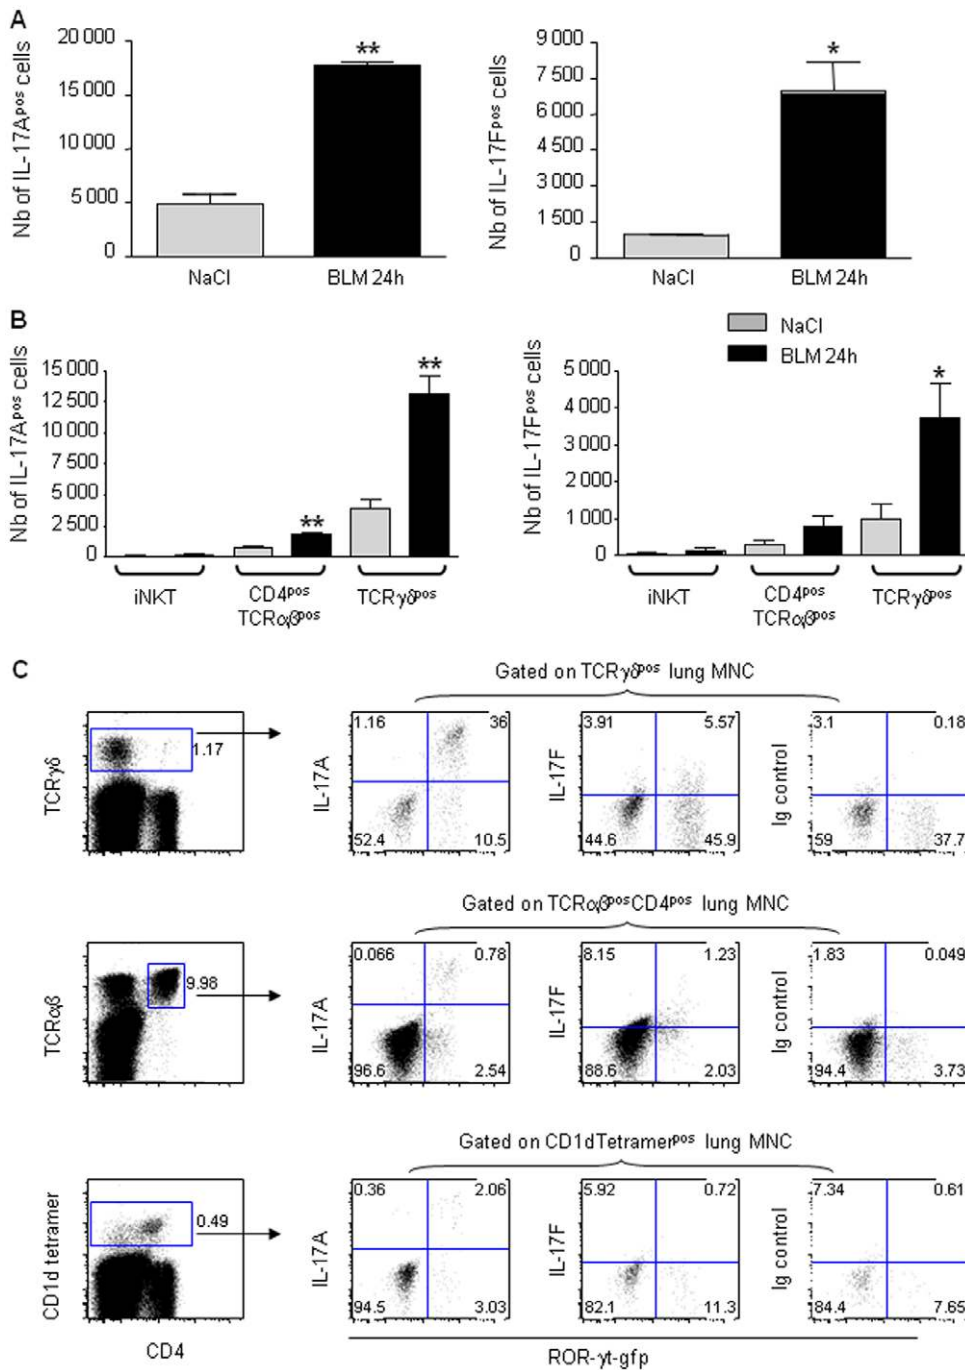 A
Nb of IL-17Apos cells
20 000
15 000
10 000
5 000
0
**
NaCl
BLM 24h
Nb of IL-17Fpos cells
9 000
7 500
6 000
4 500
3 000
1 500
0
*
NaCl
BLM 24h
B
NaCl
BLM 24h
Nb of IL-17Apos cells
15 000
12 500
10 000
7 500
5 000
2 500
0
**
**
iNKT
CD4pos
TCRαβpos
TCRγδpos
Nb of IL-17Fpos cells
5 000
4 000
3 000
2 000
1 000
0
*
iNKT
CD4pos
TCRαβpos
TCRγδpos
C
Gated on TCRγδpos lung MNC
TCRγδ
1.17
IL-17A
1.16 36
52.4 10.5
IL-17F
3.91 5.57
44.6 45.9
Ig control
3.1 0.18
59 37.7
Gated on TCRαβposCD4pos lung MNC
TCRαβ
9.98
IL-17A
0.066 0.78
96.6 2.54
IL-17F
8.15 1.23
88.6 2.03
Ig control
1.83 0.049
94.4 3.73
Gated on CD1dTetramerpos lung MNC
CD1d tetramer
0.49
IL-17A
0.36 2.06
94.5 3.03
IL-17F
5.92 0.72
82.1 11.3
Ig control
7.34 0.61
84.4 7.65
CD4
ROR-γt-gfp